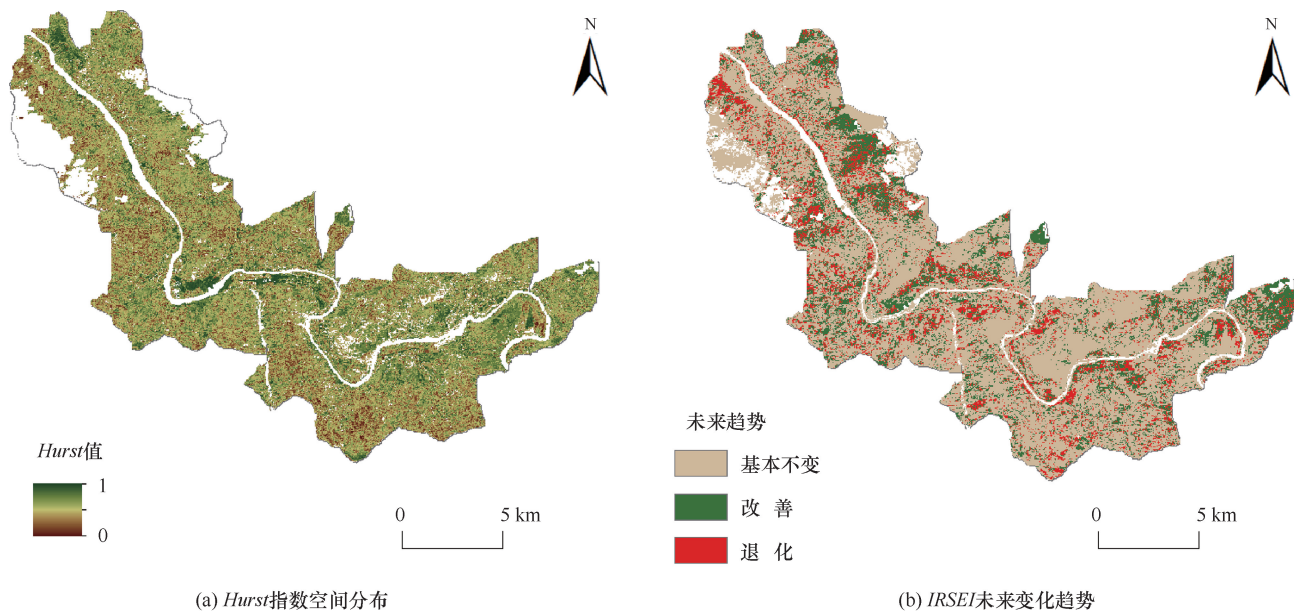 N
Hurst值
1
0
0 5 km
(a) Hurst指数空间分布
N
未来趋势
基本不变
改 善
退 化
0 5 km
(b) IRSEI未来变化趋势